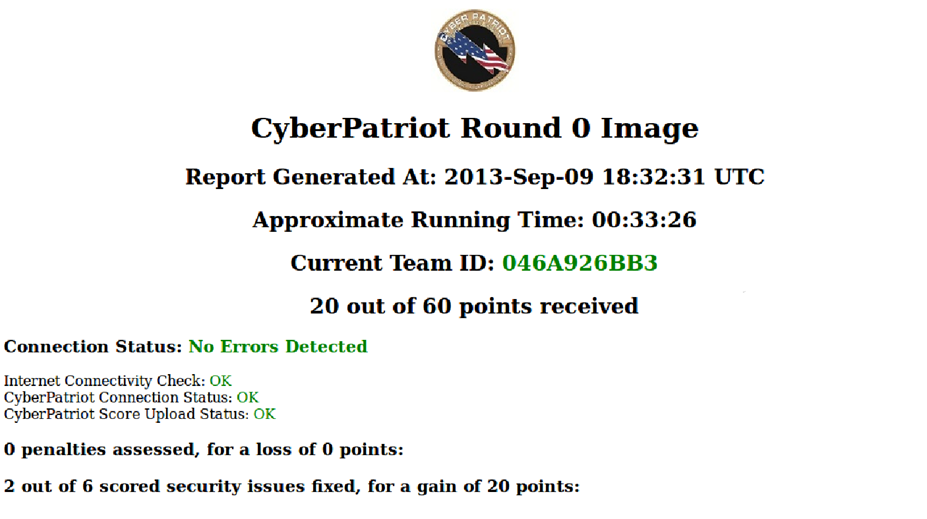 CYBER PATRIOT
CyberPatriot Round 0 Image
Report Generated At: 2013-Sep-09 18:32:31 UTC
Approximate Running Time: 00:33:26
Current Team ID: 046A926BB3
20 out of 60 points received
Connection Status: No Errors Detected
Internet Connectivity Check: OK
CyberPatriot Connection Status: OK
CyberPatriot Score Upload Status: OK
0 penalties assessed, for a loss of 0 points:
2 out of 6 scored security issues fixed, for a gain of 20 points: